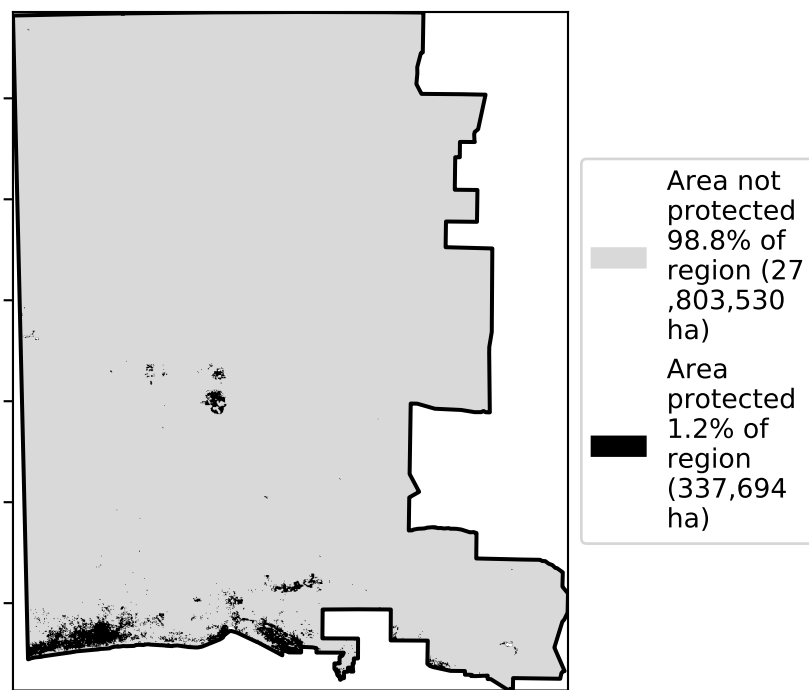 Area not
protected
98.8% of
region (27
,803,530
ha)
Area
protected
1.2% of
region
(337,694
ha)